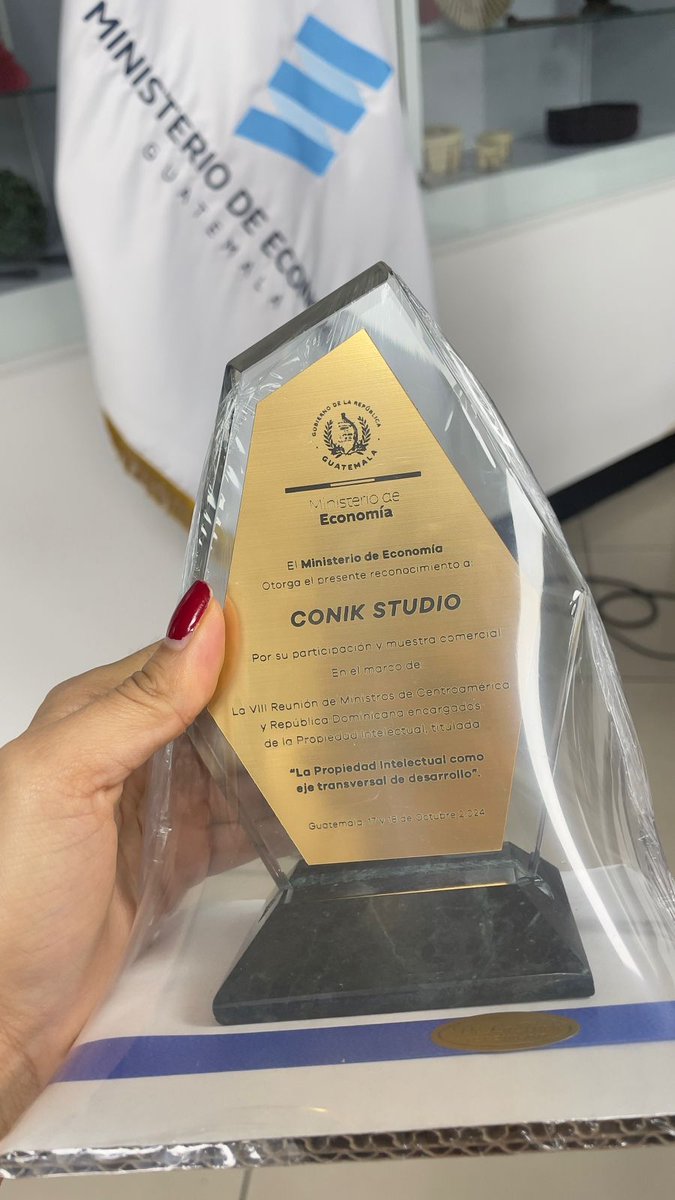 MINISTERIO DE ECON
GUATEMALA
GOBIERNO DE LA REPÚBLICA
GUATEMALA
Ministerio de
Economía
El Ministerio de Economía
Otorga el presente reconocimiento a:
CONIK STUDIO
Por su participación y muestra comercial
En el marco de:
La VIII Reunión de Ministros de Centroamérica
y República Dominicana encargados
de la Propiedad Intelectual, titulada
"La Propiedad Intelectual como
eje transversal de desarrollo".
Guatemala, 17 y 18 de Octubre 2024